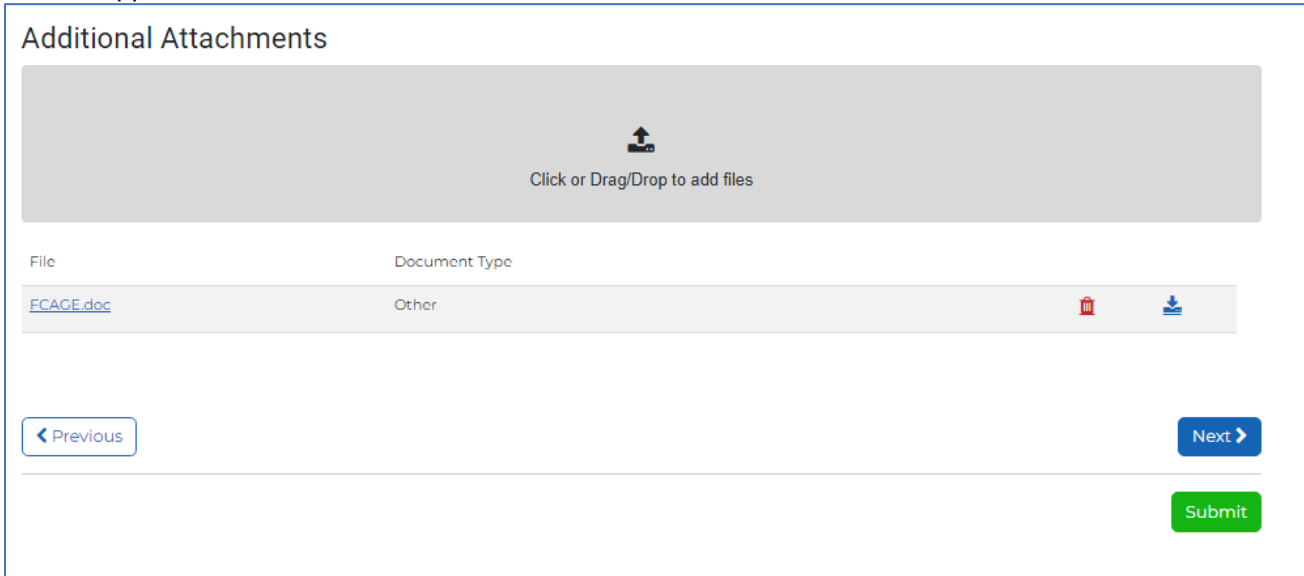 Additional Attachments
Click or Drag/Drop to add files
File Document Type
FCAGE.doc Other
Previous Next
Submit